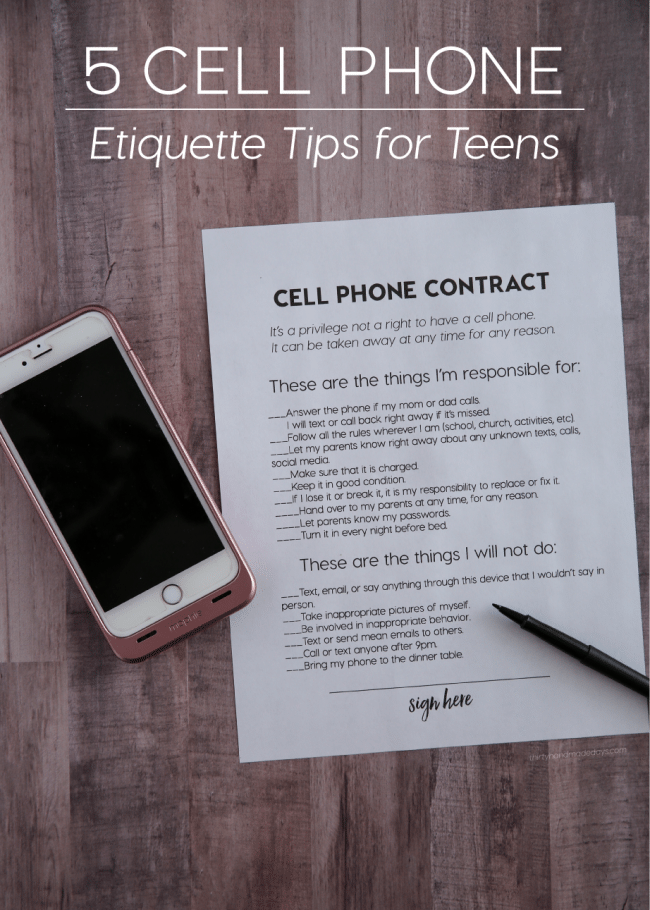 5 CELL PHONE
Etiquette Tips for Teens
CELL PHONE CONTRACT
It's a privilege not a right to have a cell phone.
It can be taken away at any time for any reason.
These are the things I'm responsible for:
___Answer the phone if my mom or dad calls.
I will text or call back right away if it's missed.
___Follow all the rules wherever I am (school, church, activities, etc).
___Let my parents know right away about any unknown texts, calls,
social media.
___Make sure that it is charged.
___Keep it in good condition.
___If I lose it or break it, it is my responsibility to replace or fix it.
___Hand over to my parents at any time, for any reason.
___Let parents know my passwords.
___Turn it in every night before bed.
These are the things I will not do:
___Text, email, or say anything through this device that I wouldn't say in
person.
___Take inappropriate pictures of myself.
___Be involved in inappropriate behavior.
___Text or send mean emails to others.
___Call or text anyone after 9pm.
___Bring my phone to the dinner table.
sign here
mophie
thirtyhandmadedays.com